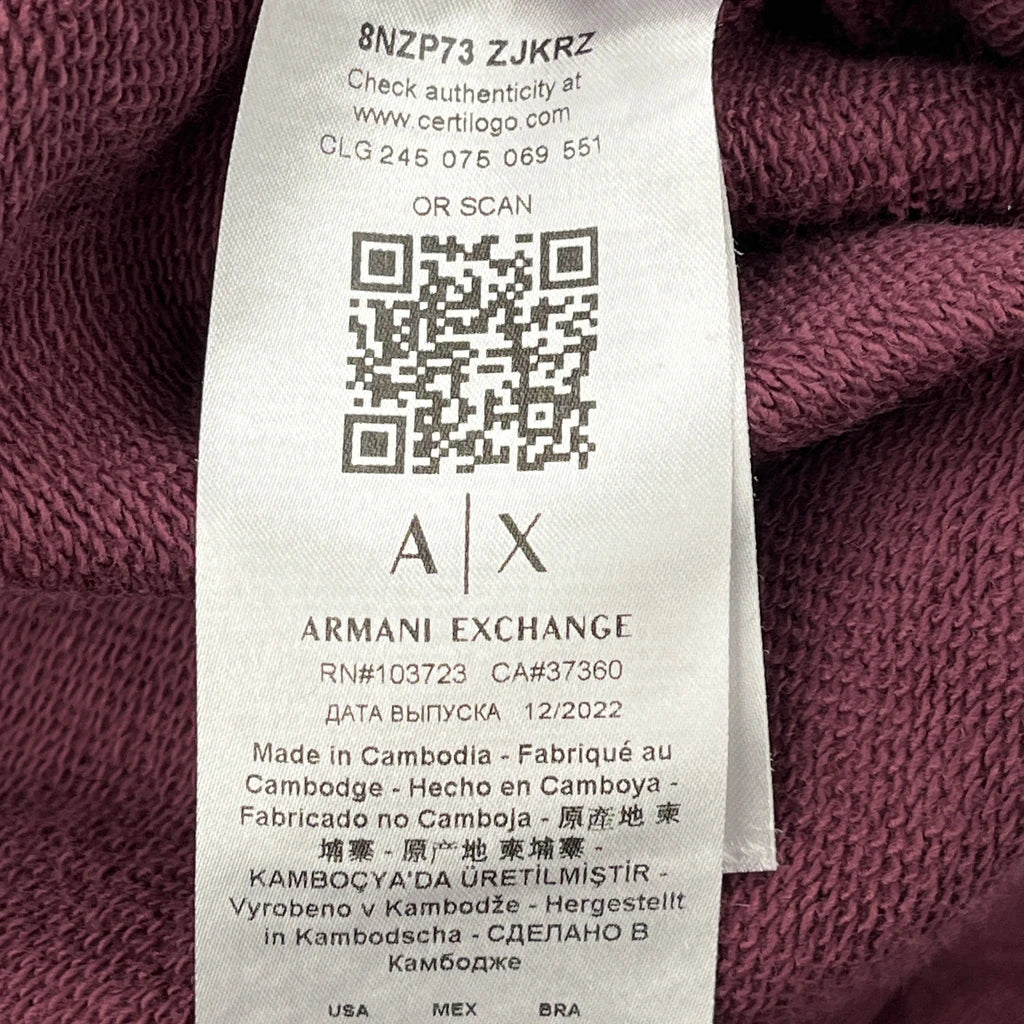 8NZP73 ZJKRZ
Check authenticity at
www.certilogo.com
CLG 245 075 069 551
OR SCAN
A|X
ARMANI EXCHANGE
RN#103723 CA#37360
ДАТА ВЫПУСКА 12/2022
Made in Cambodia - Fabriqué au
Cambodge - Hecho en Camboya -
Fabricado no Camboja - 原產地 柬
埔寨 - 原产地 柬埔寨 -
KAMBOÇYA'DA ÜRETİLMİŞTİR -
Vyrobeno v Kambodže - Hergestellt
in Kambodscha - СДЕЛАНО В
Камбодже
USA MEX BRA